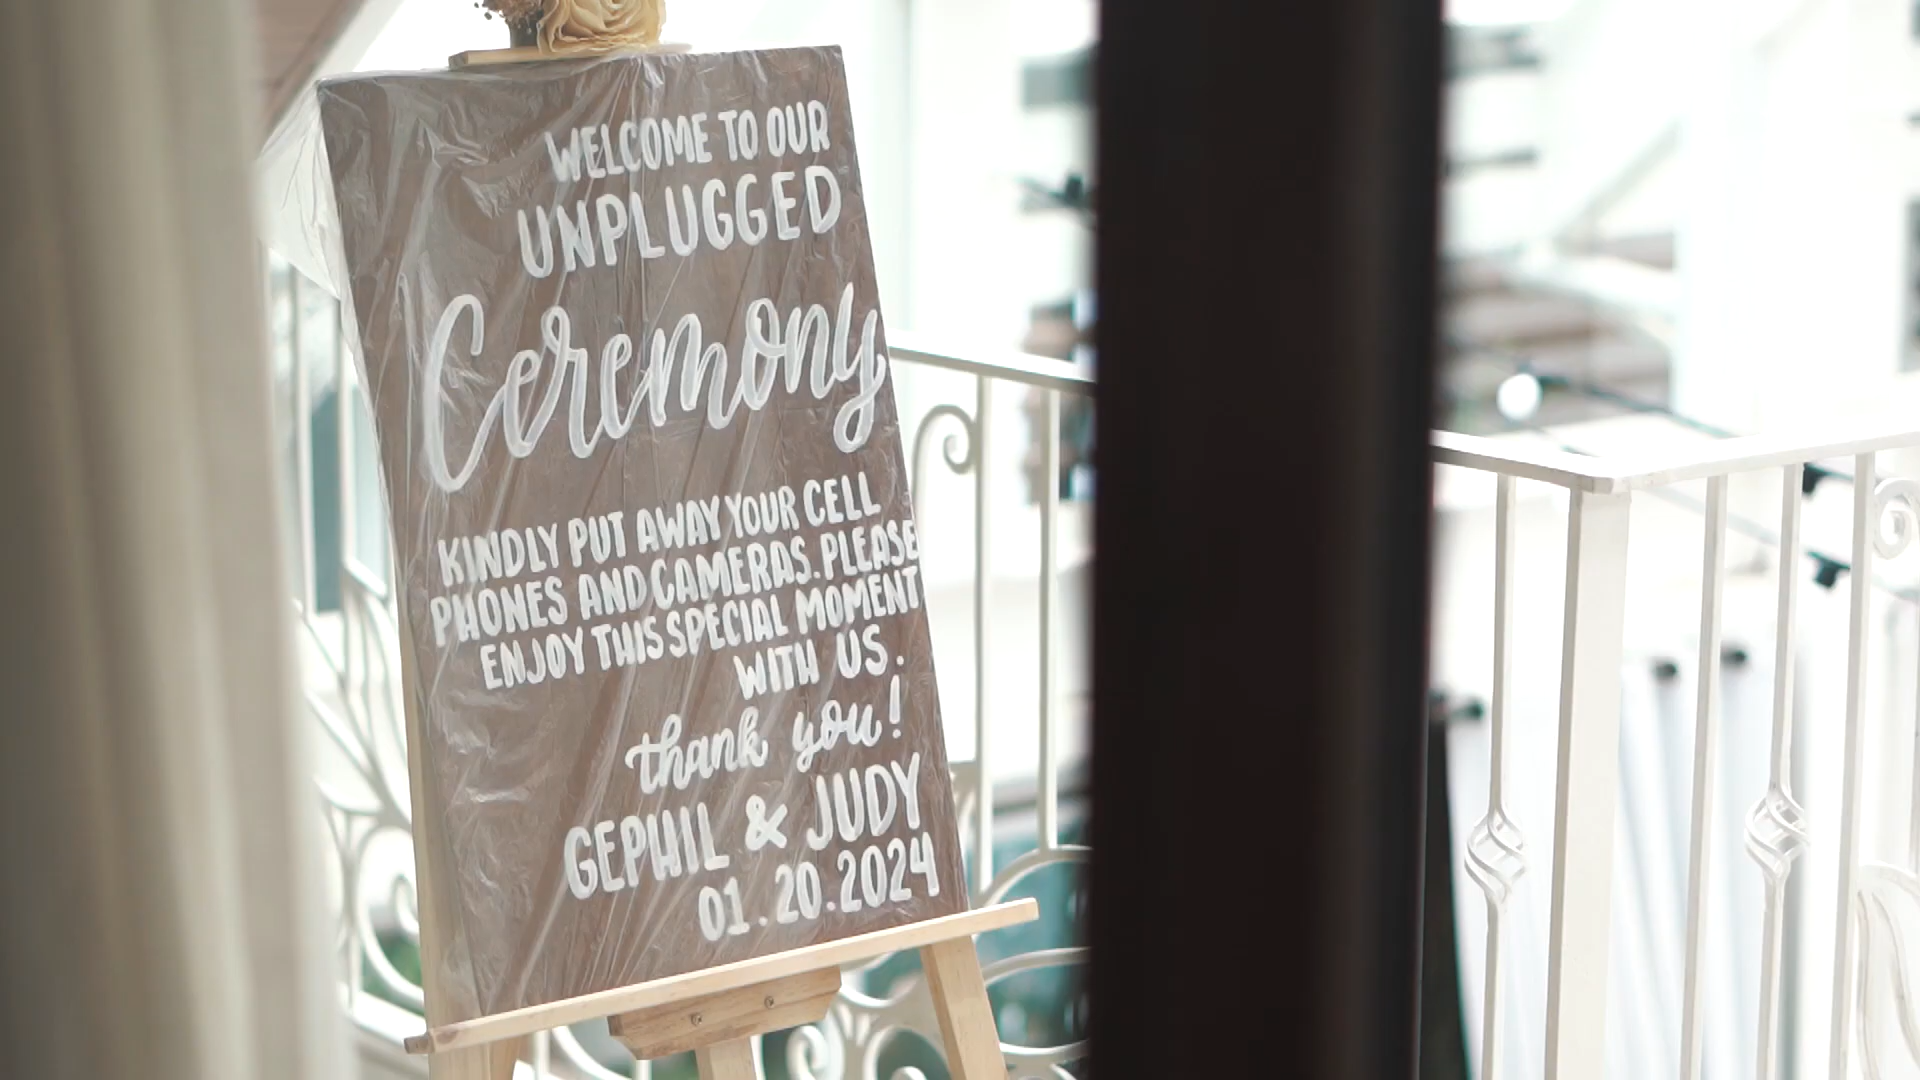 WELCOME TO OUR
UNPLUGGED
Ceremony
KINDLY PUT AWAY YOUR CELL
PHONES AND CAMERAS. PLEASE
ENJOY THIS SPECIAL MOMENT
WITH US.
thank you!
GEPHIL & JUDY
01.20.2024